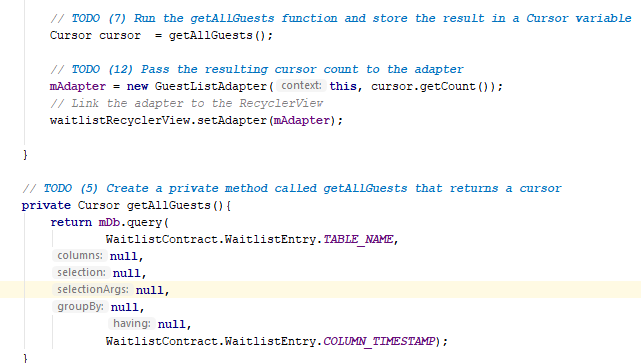 // TODO (7) Run the getAllGuests function and store the result in a Cursor variable
Cursor cursor  = getAllGuests();
// TODO (12) Pass the resulting cursor count to the adapter
mAdapter = new GuestListAdapter( context: this, cursor.getCount());
// Link the adapter to the RecyclerView
waitlistRecyclerView.setAdapter(mAdapter);
}
// TODO (5) Create a private method called getAllGuests that returns a cursor
private Cursor getAllGuests(){
return mDb.query(
WaitlistContract.WaitlistEntry.TABLE_NAME,
columns: null,
selection: null,
selectionArgs: null,
groupBy: null,
having: null,
WaitlistContract.WaitlistEntry.COLUMN_TIMESTAMP);
}